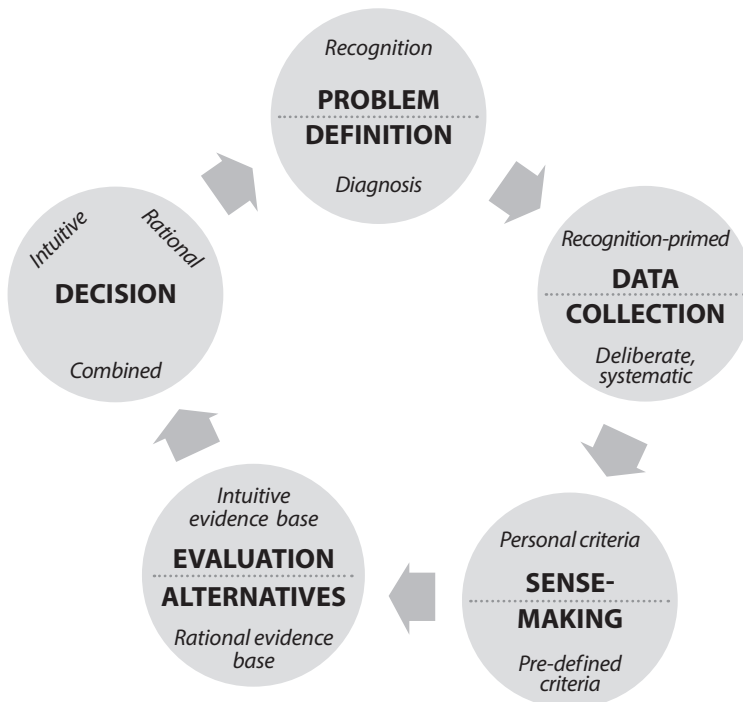 Recognition
PROBLEM
DEFINITION
Diagnosis
Recognition-primed
DATA
COLLECTION
Deliberate,
systematic
Personal criteria
SENSE-
MAKING
Pre-defined
criteria
Intuitive
evidence base
EVALUATION
ALTERNATIVES
Rational evidence
base
Intuitive
Rational
DECISION
Combined